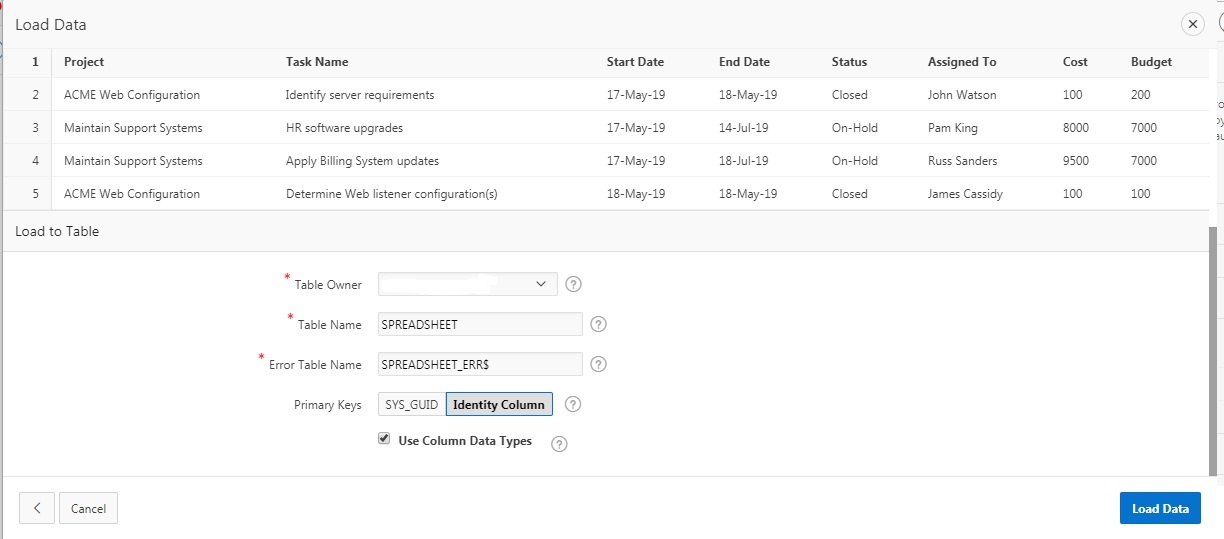 Load Data
1 Project Task Name Start Date End Date Status Assigned To Cost Budget
2 ACME Web Configuration Identify server requirements 17-May-19 18-May-19 Closed John Watson 100 200
3 Maintain Support Systems HR software upgrades 17-May-19 14-Jul-19 On-Hold Pam King 8000 7000
4 Maintain Support Systems Apply Billing System updates 17-May-19 18-Jul-19 On-Hold Russ Sanders 9500 7000
5 ACME Web Configuration Determine Web listener configuration(s) 18-May-19 18-May-19 Closed James Cassidy 100 100
Load to Table
* Table Owner ?
* Table Name SPREADSHEET ?
* Error Table Name SPREADSHEET_ERR$ ?
Primary Keys SYS_GUID Identity Column ?
Use Column Data Types ?
Cancel Load Data